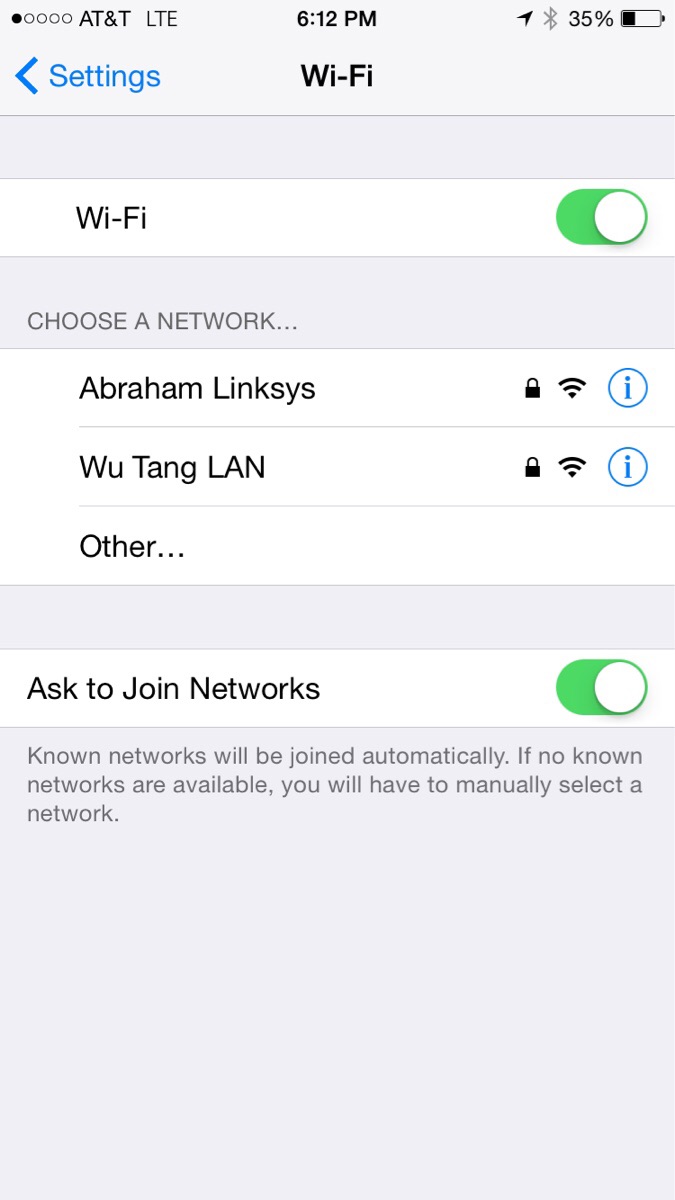 AT&T LTE 6:12 PM 35%
Settings Wi-Fi
Wi-Fi
CHOOSE A NETWORK...
Abraham Linksys
Wu Tang LAN
Other...
Ask to Join Networks
Known networks will be joined automatically. If no known
networks are available, you will have to manually select a
network.